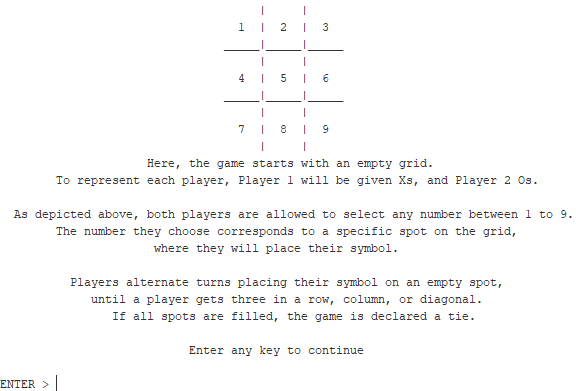 1 | 2 | 3
4 | 5 | 6
7 | 8 | 9
Here, the game starts with an empty grid.
To represent each player, Player 1 will be given Xs, and Player 2 Os.
As depicted above, both players are allowed to select any number between 1 to 9.
The number they choose corresponds to a specific spot on the grid,
where they will place their symbol.
Players alternate turns placing their symbol on an empty spot,
until a player gets three in a row, column, or diagonal.
If all spots are filled, the game is declared a tie.
Enter any key to continue
ENTER >